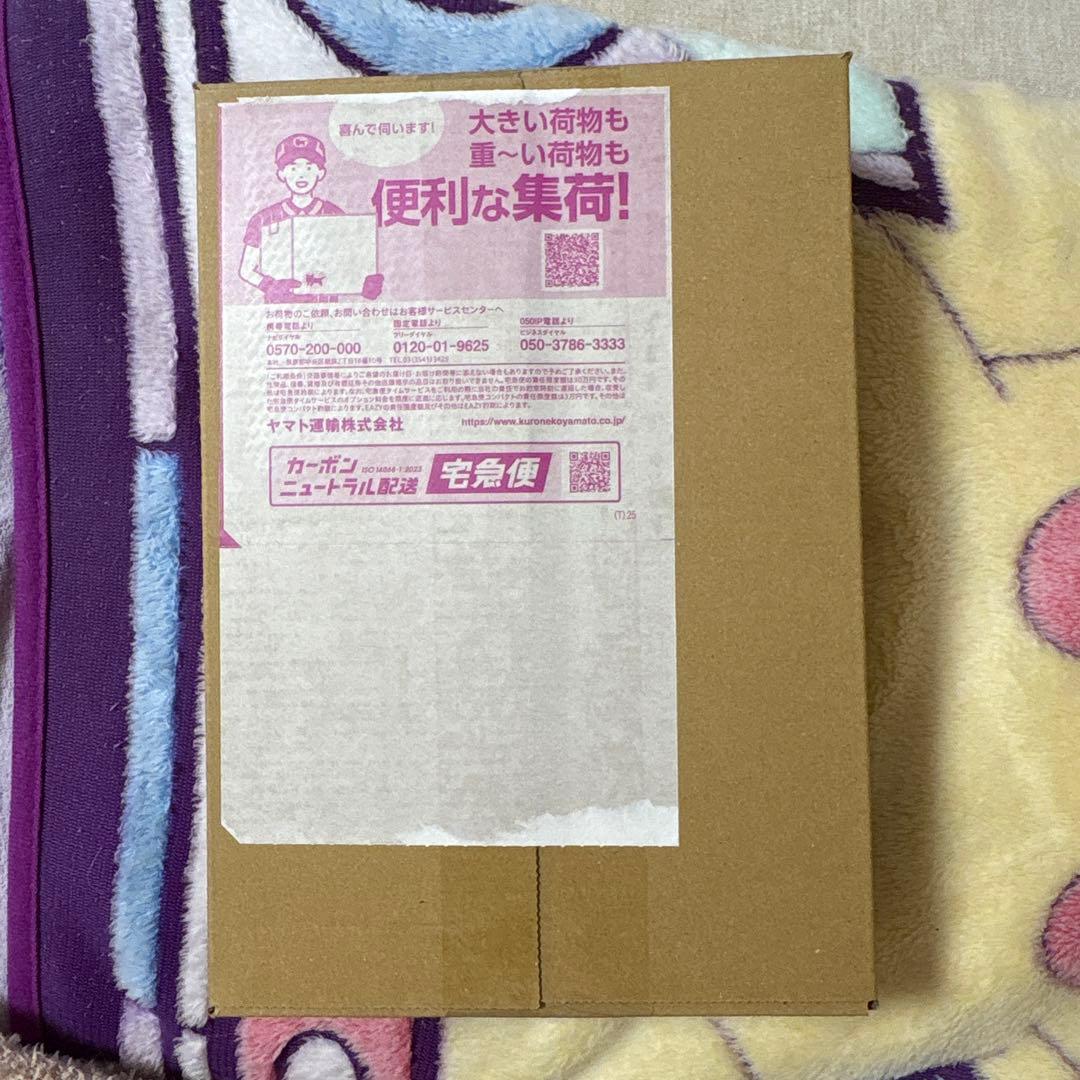 喜んで伺います!
大きい荷物も
重〜い荷物も
便利な集荷!
お荷物のご依頼、お問い合わせはお客様サービスセンターへ
携帯電話より 固定電話より 050IP電話より
ナビダイヤル フリーダイヤル ビジネスダイヤル
0570-200-000 0120-01-9625 050-3786-3333
ヤマト運輸株式会社 https://www.kuronekoyamato.co.jp/
カーボン
ニュートラル配送 ISO 14068-1:2023 宅急便
(T).25